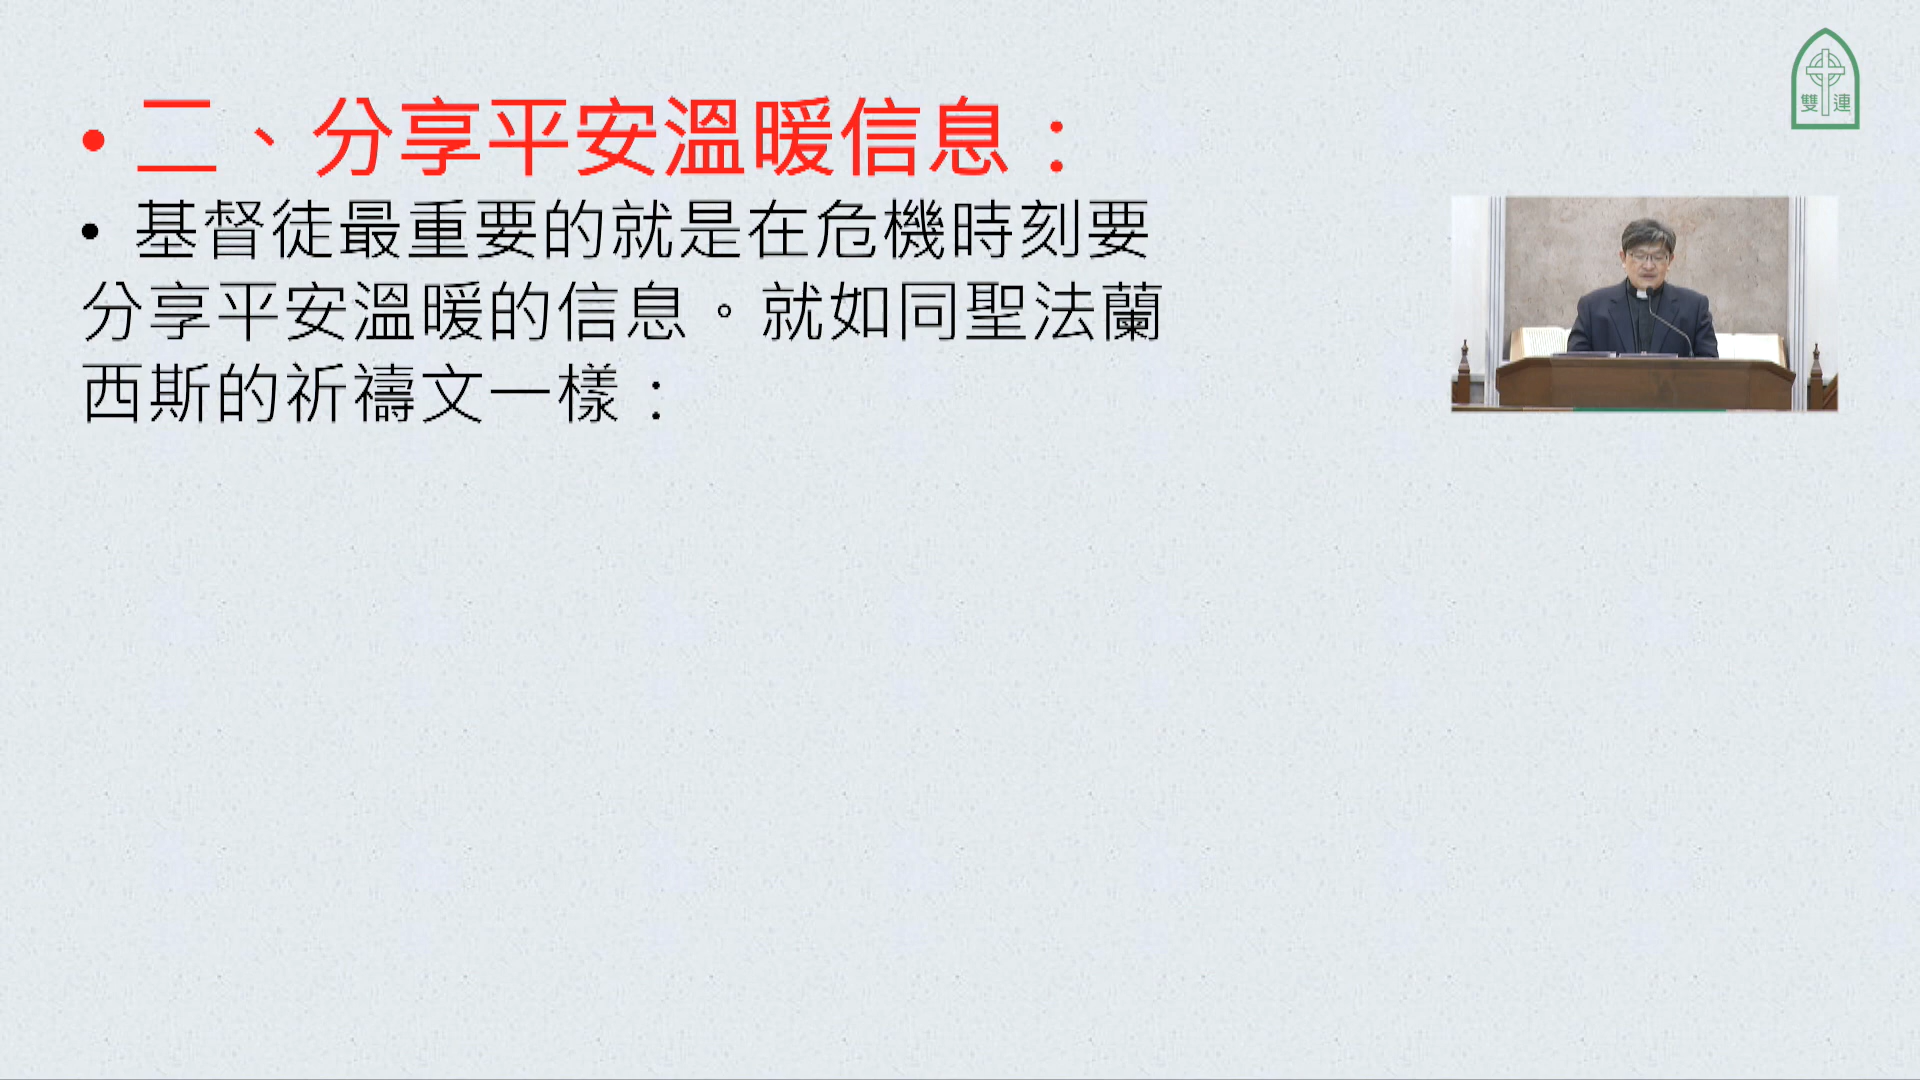 • 二、分享平安溫暖信息：
• 基督徒最重要的就是在危機時刻要
分享平安溫暖的信息。就如同聖法蘭
西斯的祈禱文一樣：
雙連